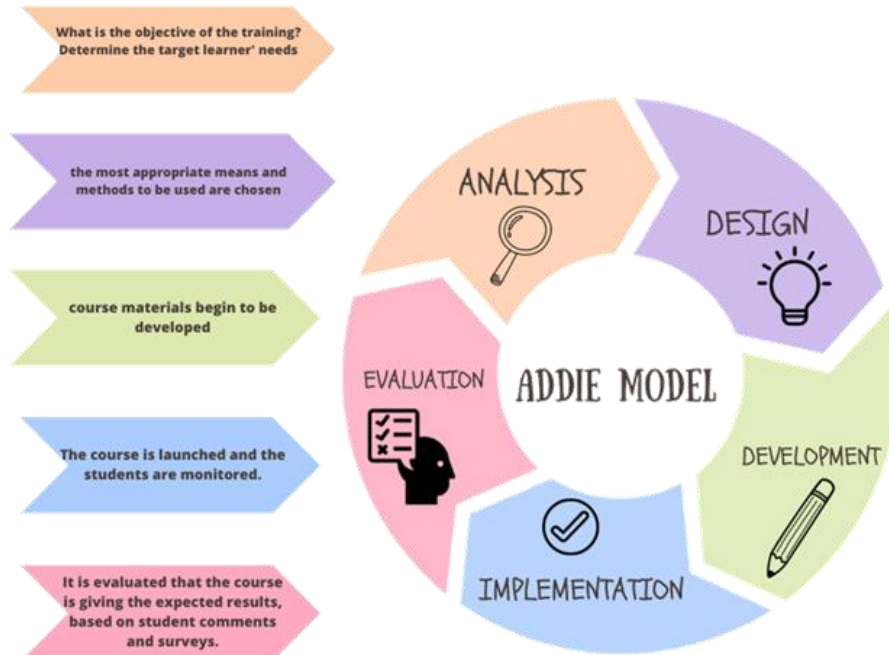 What is the objective of the training?
Determine the target learner' needs
the most appropriate means and
methods to be used are chosen
course materials begin to be
developed
The course is launched and the
students are monitored.
It is evaluated that the course
is giving the expected results,
based on student comments
and surveys.
ANALYSIS
DESIGN
EVALUATION
ADDIE MODEL
DEVELOPMENT
IMPLEMENTATION